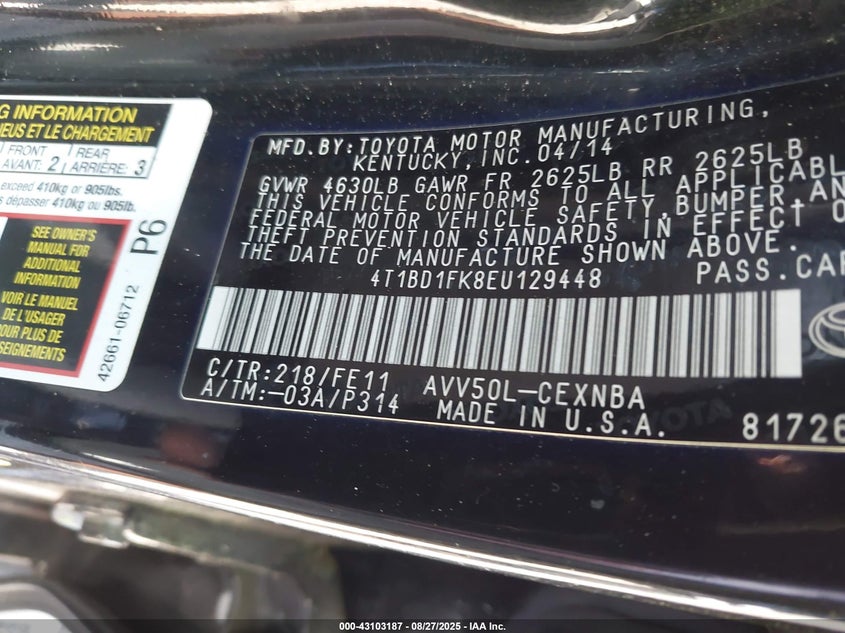 G INFORMATION
EUS ET LE CHARGEMENT
FRONT
AVANT: 2
REAR
ARRIÈRE: 3
exceed 410kg or 905lbs.
dépasser 410kg ou 905lb.
SEE OWNER'S
MANUAL FOR
ADDITIONAL
INFORMATION
VOIR LE MANUEL
DE L'USAGER
POUR PLUS DE
SEIGNEMENTS
P6
42661-06712
MFD.BY:TOYOTA MOTOR MANUFACTURING,
KENTUCKY,INC.04/14
GVWR 4630LB GAWR FR 2625LB RR 2625LB
THIS VEHICLE CONFORMS TO ALL APPLICABL
FEDERAL MOTOR VEHICLE SAFETY,BUMPER,AN
THEFT PREVENTION STANDARDS IN EFFECT O
THE DATE OF MANUFACTURE SHOWN ABOVE.
4T1BD1FK8EU129448 PASS.CAR
C/TR:218/FE11 AVV50L-CEXNBA
A/TM:-03A/P314 MADE IN U.S.A. 81726
000-43103187 - 08/27/2025 - IAA Inc.